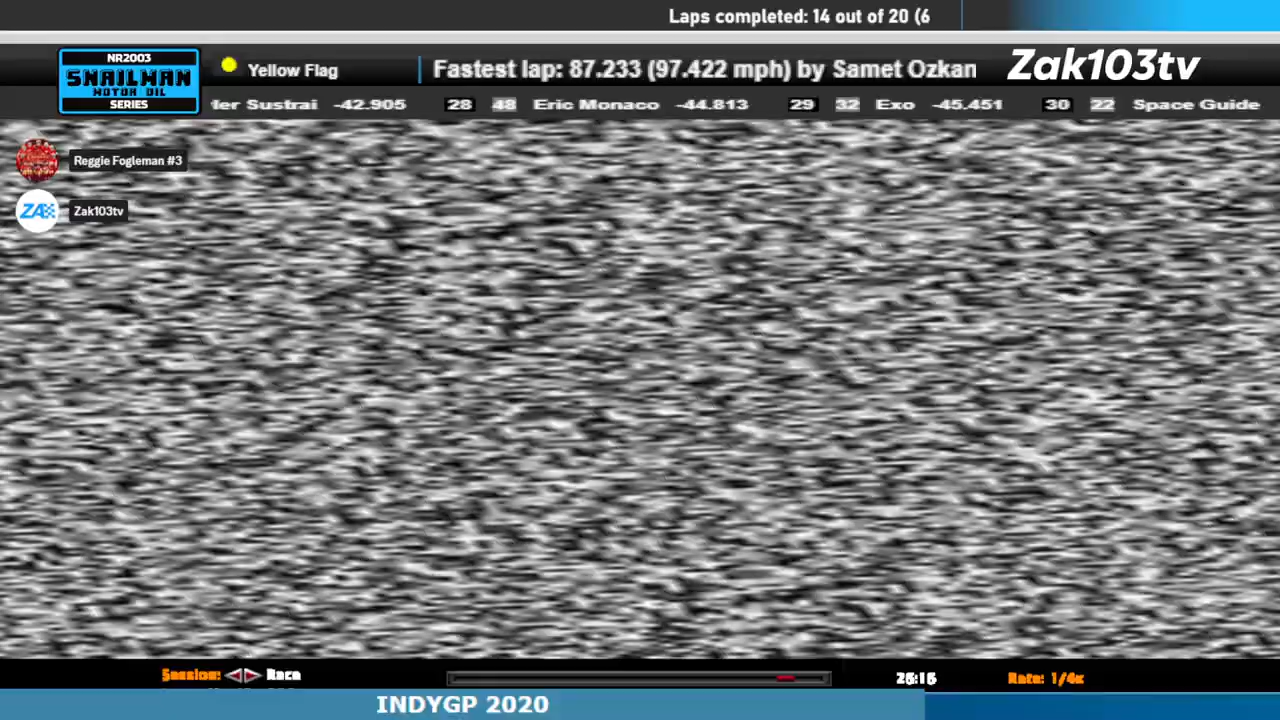 Laps completed: 14 out of 20 (6
NR2003
SNAILMAN
MOTOR OIL
SERIES
Yellow Flag
Fastest lap: 87.233 (97.422 mph) by Samet Ozkan
Zak103tv
ler Sustrai -42.905 28 48 Eric Monaco -44.813 29 32 Exo -45.451 30 22 Space Guide
Reggie Fogleman #3
ZAK
Zak103tv
Session: Race
Rate: 1/4x
INDYGP 2020